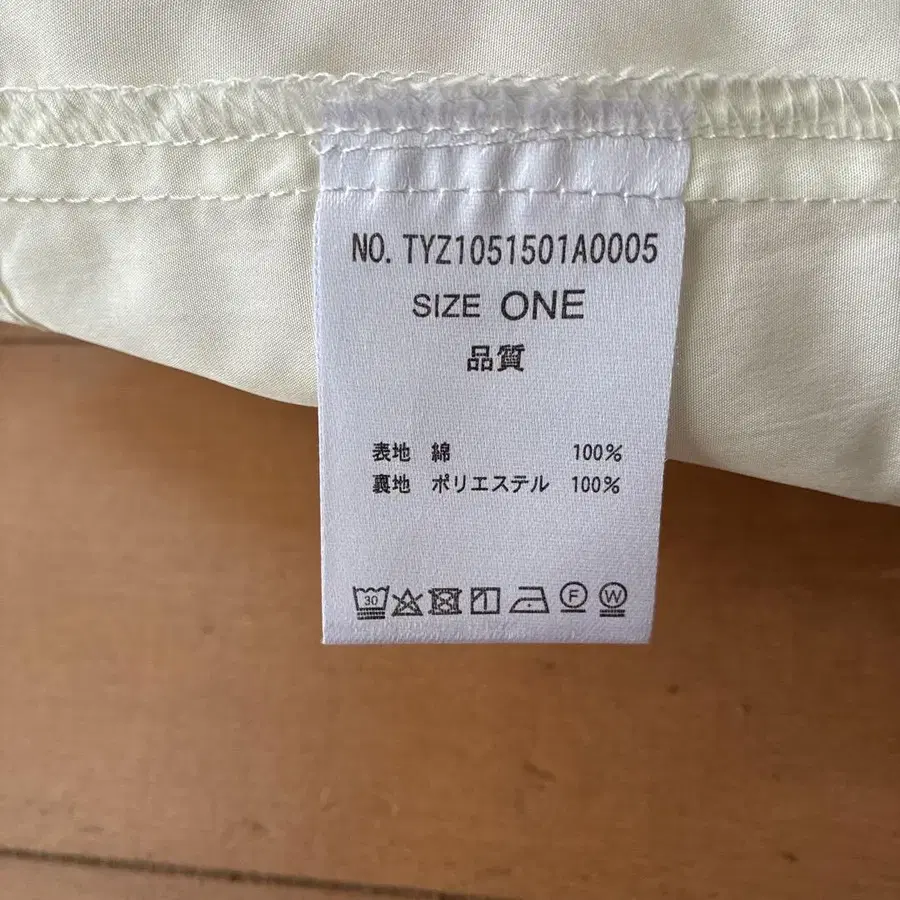 NO. TYZ1051501A0005
SIZE ONE
品質
表地 綿 100%
裏地 ポリエステル 100%
30 F W